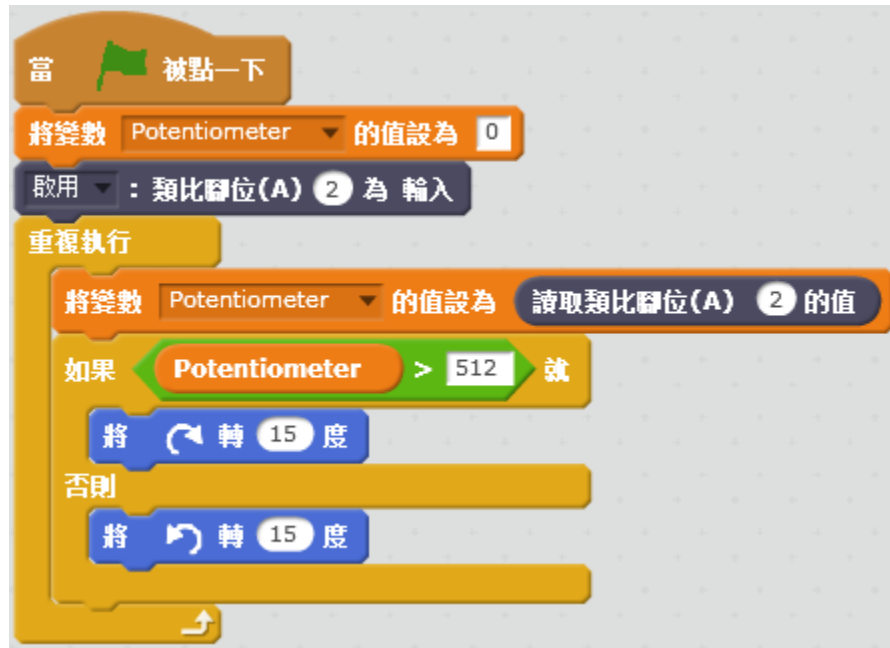 當 被點一下
將變數 Potentiometer 的值設為 0
啟用 : 類比腳位(A) 2 為 輸入
重複執行
將變數 Potentiometer 的值設為 讀取類比腳位(A) 2 的值
如果 Potentiometer > 512 就
將 轉 15 度
否則
將 轉 15 度